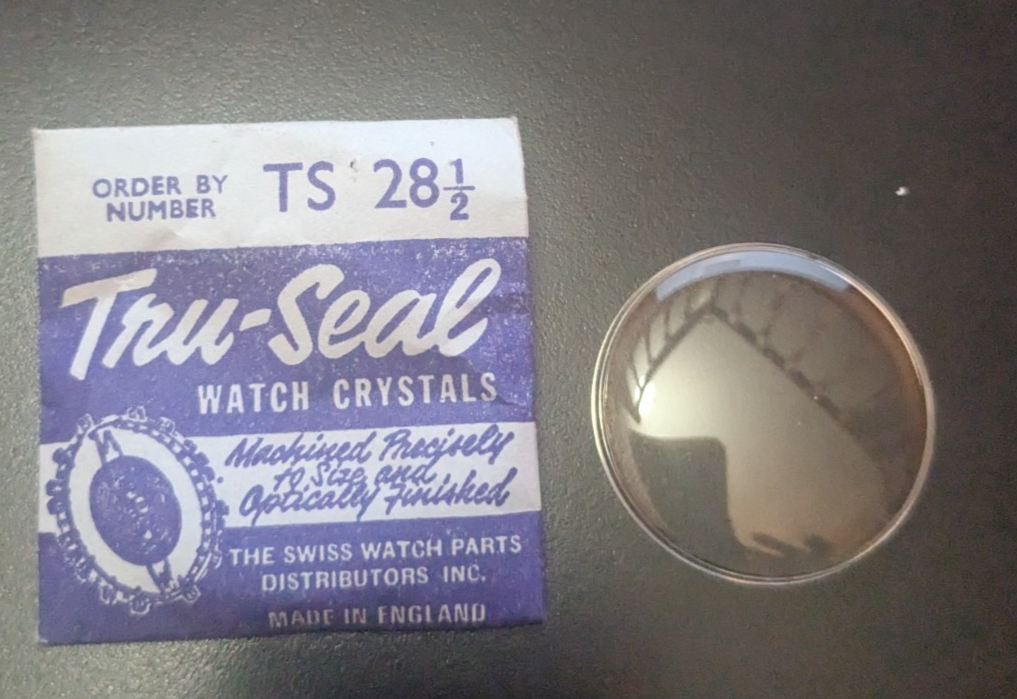 ORDER BY NUMBER TS 28½
Tru-Seal
WATCH CRYSTALS
Machined Precisely
to Size and
Optically Finished
THE SWISS WATCH PARTS
DISTRIBUTORS INC.
MADE IN ENGLAND